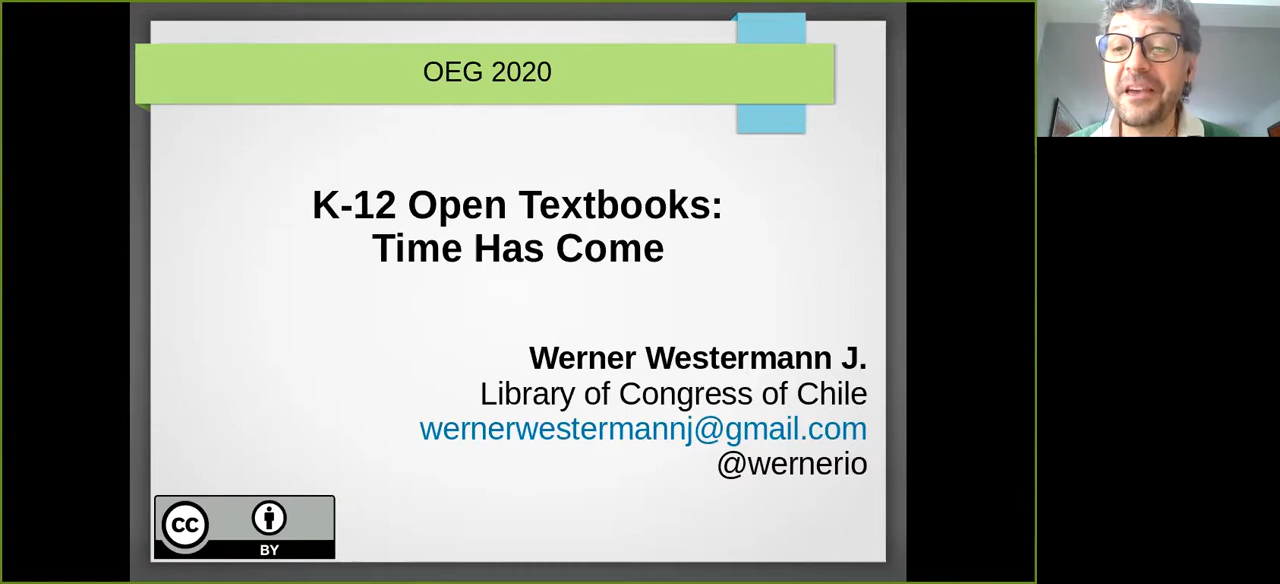 OEG 2020
K-12 Open Textbooks:
Time Has Come
Werner Westermann J.
Library of Congress of Chile
wernerwestermannj@gmail.com
@wernerio
CC
BY